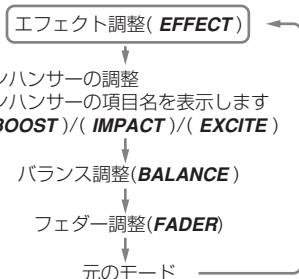 エフェクト調整( EFFECT )
ンハンサーの調整
ンハンサーの項目名を表示します
BOOST )/( IMPACT )/( EXCITE )
バランス調整(BALANCE )
フェダー調整(FADER)
元のモード